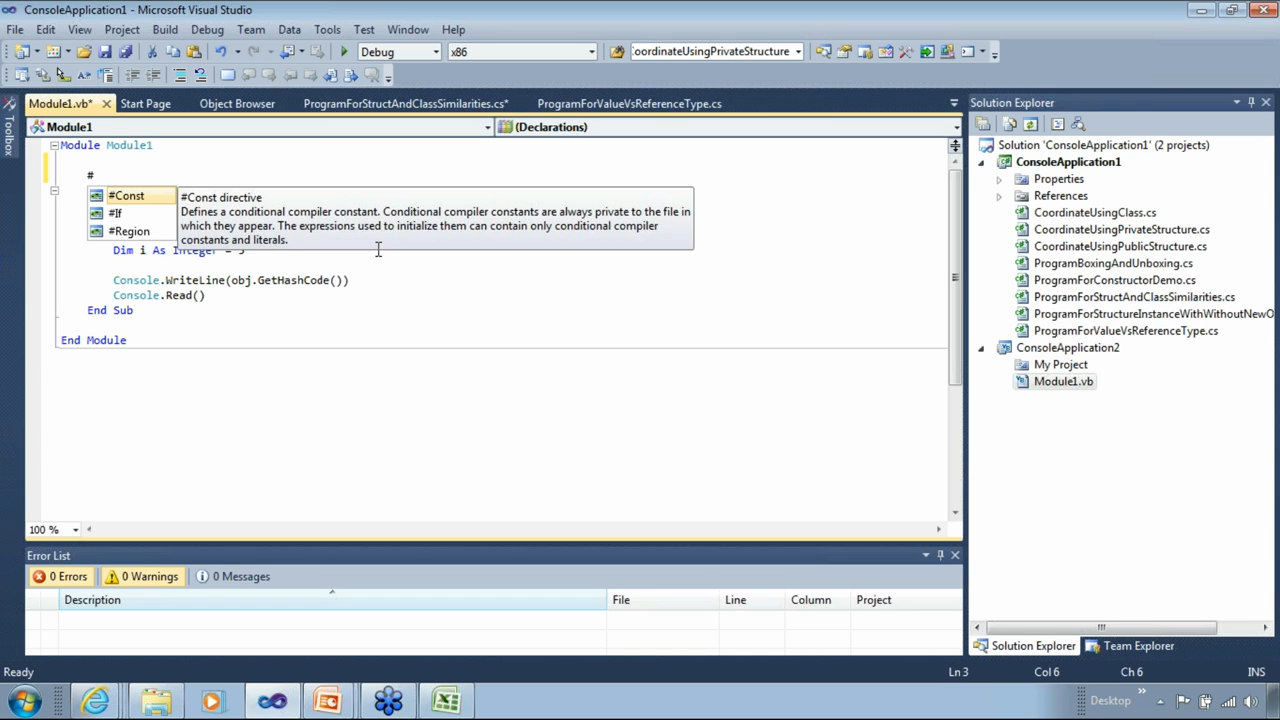 ConsoleApplication1 - Microsoft Visual Studio
File Edit View Project Build Debug Team Data Tools Test Window Help
Debug x86 CoordinateUsingPrivateStructure
Module1.vb* Start Page Object Browser ProgramForStructAndClassSimilarities.cs* ProgramForValueVsReferenceType.cs
Module1 (Declarations)
Module Module1
#
#Const
#If
#Region
#Const directive
Defines a conditional compiler constant. Conditional compiler constants are always private to the file in
which they appear. The expressions used to initialize them can contain only conditional compiler
constants and literals.
Dim i As Integer = 5
Console.WriteLine(obj.GetHashCode())
Console.Read()
End Sub
End Module
100 %
Toolbox
Solution Explorer
Solution 'ConsoleApplication1' (2 projects)
ConsoleApplication1
Properties
References
CoordinateUsingClass.cs
CoordinateUsingPrivateStructure.cs
CoordinateUsingPublicStructure.cs
ProgramBoxingAndUnboxing.cs
ProgramForConstructorDemo.cs
ProgramForStructAndClassSimilarities.cs
ProgramForStructureInstanceWithWithoutNewO
ProgramForValueVsReferenceType.cs
ConsoleApplication2
My Project
Module1.vb
Solution Explorer Team Explorer
Error List
0 Errors 0 Warnings 0 Messages
Description File Line Column Project
Ready Ln 3 Col 6 Ch 6 INS
Desktop